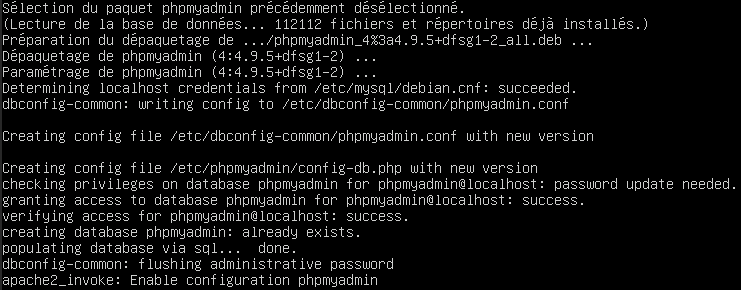 Sélection du paquet phpmyadmin précédemment désélectionné.
(Lecture de la base de données... 112112 fichiers et répertoires déjà installés.)
Préparation du dépaquetage de .../phpmyadmin_4%3a4.9.5+dfsg1-2_all.deb ...
Dépaquetage de phpmyadmin (4:4.9.5+dfsg1-2) ...
Paramétrage de phpmyadmin (4:4.9.5+dfsg1-2) ...
Determining localhost credentials from /etc/mysql/debian.cnf: succeeded.
dbconfig-common: writing config to /etc/dbconfig-common/phpmyadmin.conf
Creating config file /etc/dbconfig-common/phpmyadmin.conf with new version
Creating config file /etc/phpmyadmin/config-db.php with new version
checking privileges on database phpmyadmin for phpmyadmin@localhost: password update needed.
granting access to database phpmyadmin for phpmyadmin@localhost: success.
verifying access for phpmyadmin@localhost: success.
creating database phpmyadmin: already exists.
populating database via sql...  done.
dbconfig-common: flushing administrative password
apache2_invoke: Enable configuration phpmyadmin